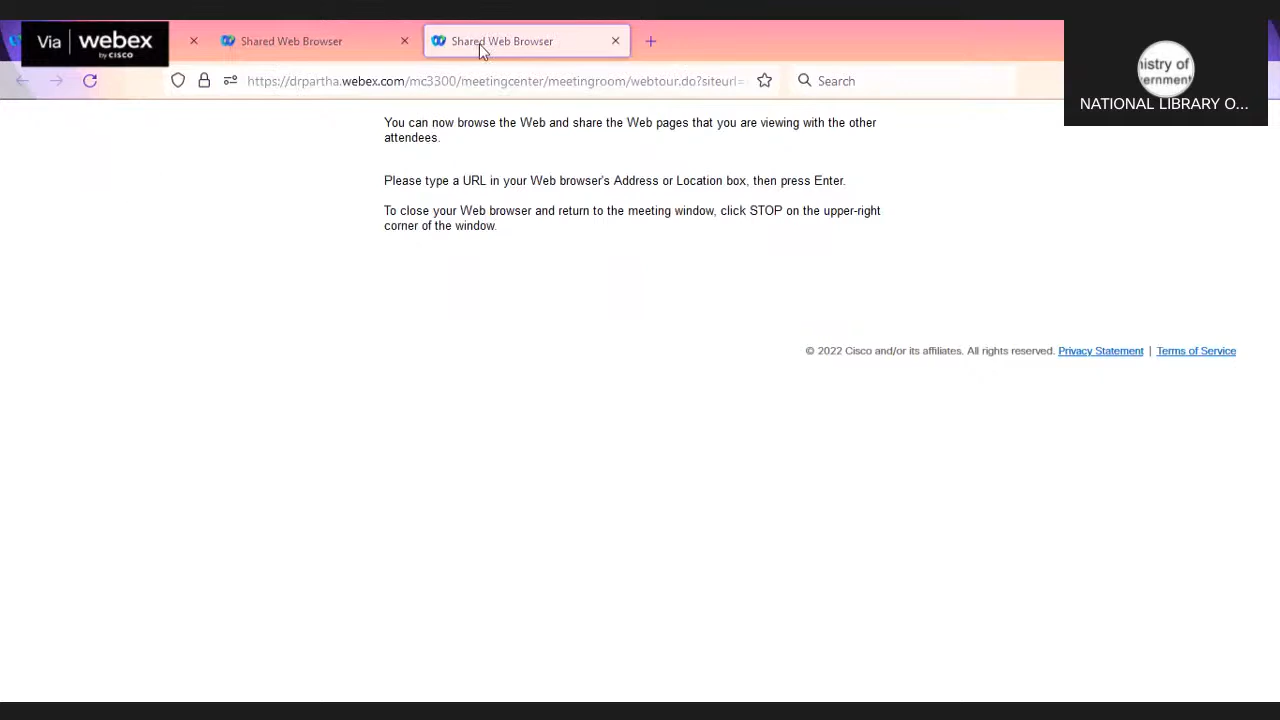 Via webex
by CISCO
Shared Web Browser
Shared Web Browser
https://drpartha.webex.com/mc3300/meetingcenter/meetingroom/webtour.do?siteurl=
Search
nistry of
ernment
NATIONAL LIBRARY O...
You can now browse the Web and share the Web pages that you are viewing with the other
attendees.
Please type a URL in your Web browser's Address or Location box, then press Enter.
To close your Web browser and return to the meeting window, click STOP on the upper-right
corner of the window.
© 2022 Cisco and/or its affiliates. All rights reserved. Privacy Statement | Terms of Service